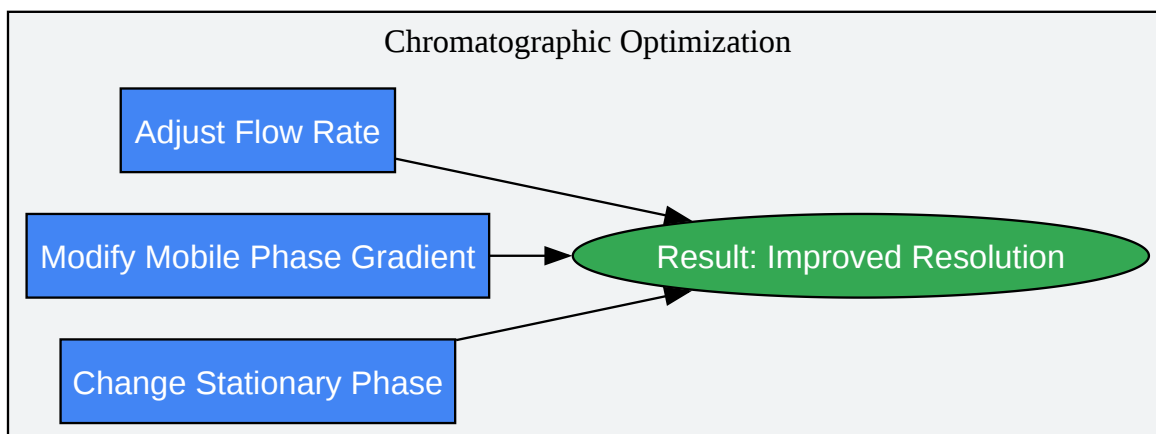 Chromatographic Optimization
Adjust Flow Rate
Modify Mobile Phase Gradient
Result: Improved Resolution
Change Stationary Phase